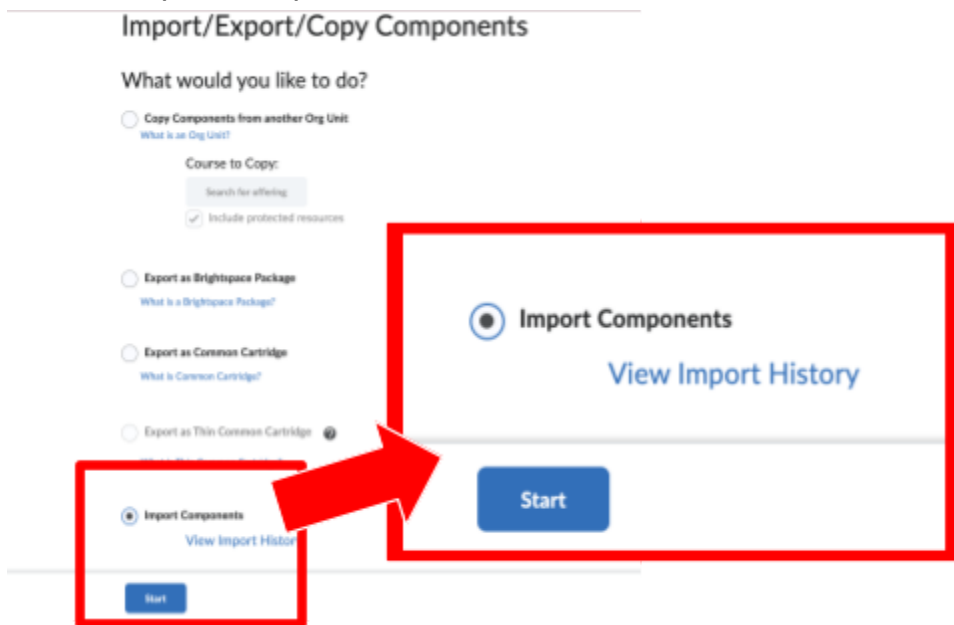 Import/Export/Copy Components
What would you like to do?
Copy Components from another Org Unit
What is an Org Unit?
Course to Copy:
Search for offering
Include protected resources
Export as Brightspace Package
What is a Brightspace Package?
Export as Common Cartridge
What is Common Cartridge?
Export as Thin Common Cartridge
Import Components
View Import History
Start
Import Components
View Import History
Start